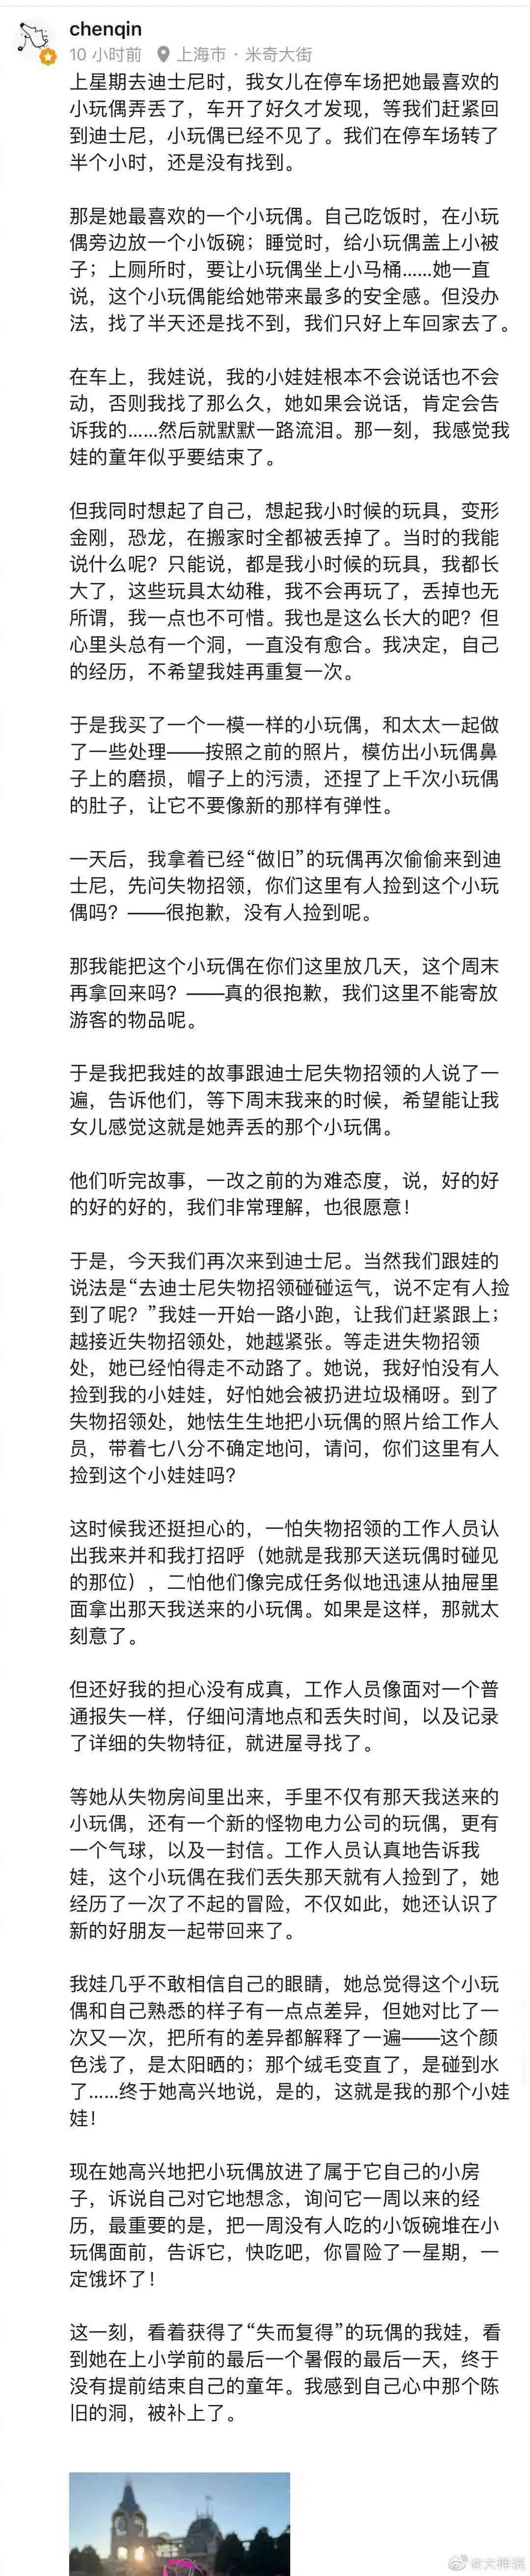 chenqin
10 小时前 上海市 · 米奇大街
上星期去迪士尼时，我女儿在停车场把她最喜欢的
小玩偶弄丢了，车开了好久才发现，等我们赶紧回
到迪士尼，小玩偶已经不见了。我们在停车场转了
半个小时，还是没有找到。
那是她最喜欢的一个小玩偶。自己吃饭时，在小玩
偶旁边放一个小饭碗；睡觉时，给小玩偶盖上小被
子；上厕所时，要让小玩偶坐上小马桶……她一直
说，这个小玩偶能给她带来最多的安全感。但没办
法，找了半天还是找不到，我们只好上车回家去了。
在车上，我娃说，我的小娃娃根本不会说话也不会
动，否则我找了那么久，她如果会说话，肯定会告
诉我的……然后就默默一路流泪。那一刻，我感觉我
娃的童年似乎要结束了。
但我同时想起了自己，想起我小时候的玩具，变形
金刚，恐龙，在搬家时全都被丢掉了。当时的我能
说什么呢？只能说，都是我小时候的玩具，我都长
大了，这些玩具太幼稚，我不会再玩了，丢掉也无
所谓，我一点也不可惜。我也是这么长大的吧？但
心里头总有一个洞，一直没有愈合。我决定，自己
的经历，不希望我娃再重复一次。
于是我买了一个一模一样的小玩偶，和太太一起做
了一些处理——按照之前的照片，模仿出小玩偶鼻
子上的磨损，帽子上的污渍，还捏了上千次小玩偶
的肚子，让它不要像新的那样有弹性。
一天后，我拿着已经“做旧”的玩偶再次偷偷来到迪
士尼，先问失物招领，你们这里有人捡到这个小玩
偶吗？——很抱歉，没有人捡到呢。
那我能把这个小玩偶在你们这里放几天，这个周末
再拿回来吗？——真的很抱歉，我们这里不能寄放
游客的物品呢。
于是我把我娃的故事跟迪士尼失物招领的人说了一
遍，告诉他们，等下周末我来的时候，希望能让我
女儿感觉这就是她弄丢的那个小玩偶。
他们听完故事，一改之前的为难态度，说，好的好
的好的好的，我们非常理解，也很愿意！
于是，今天我们再次来到迪士尼。当然我们跟娃的
说法是“去迪士尼失物招领碰碰运气，说不定有人捡
到了呢？”我娃一开始一路小跑，让我们赶紧跟上；
越接近失物招领处，她越紧张。等走进失物招领
处，她已经怕得走不动路了。她说，我好怕没有人
捡到我的小娃娃，好怕她会被扔进垃圾桶呀。到了
失物招领处，她怯生生地把小玩偶的照片给工作人
员，带着七八分不确定地问，请问，你们这里有人
捡到这个小娃娃吗？
这时候我还挺担心的，一怕失物招领的工作人员认
出我来并和我打招呼（她就是我那天送玩偶时碰见
的那位），二怕他们像完成任务似地迅速从抽屉里
面拿出那天我送来的小玩偶。如果是这样，那就太
刻意了。
但还好我的担心没有成真，工作人员像面对一个普
通报失一样，仔细问清地点和丢失时间，以及记录
了详细的失物特征，就进屋寻找了。
等她从失物房间里出来，手里不仅有那天我送来的
小玩偶，还有一个新的怪物电力公司的玩偶，更有
一个气球，以及一封信。工作人员认真地告诉我
娃，这个小玩偶在我们丢失那天就有人捡到了，她
经历了一次了不起的冒险，不仅如此，她还认识了
新的好朋友一起带回来了。
我娃几乎不敢相信自己的眼睛，她总觉得这个小玩
偶和自己熟悉的样子有一点点差异，但她对比了一
次又一次，把所有的差异都解释了一遍——这个颜
色浅了，是太阳晒的；那个绒毛变直了，是碰到水
了……终于她高兴地说，是的，这就是我的那个小娃
娃！
现在她高兴地把小玩偶放进了属于它自己的小房
子，诉说自己对它地想念，询问它一周以来的经
历，最重要的是，把一周没有人吃的小饭碗堆在小
玩偶面前，告诉它，快吃吧，你冒险了一星期，一
定饿坏了！
这一刻，看着获得了“失而复得”的玩偶的我娃，看
到她在上小学前的最后一个暑假的最后一天，终于
没有提前结束自己的童年。我感到自己心中那个陈
旧的洞，被补上了。